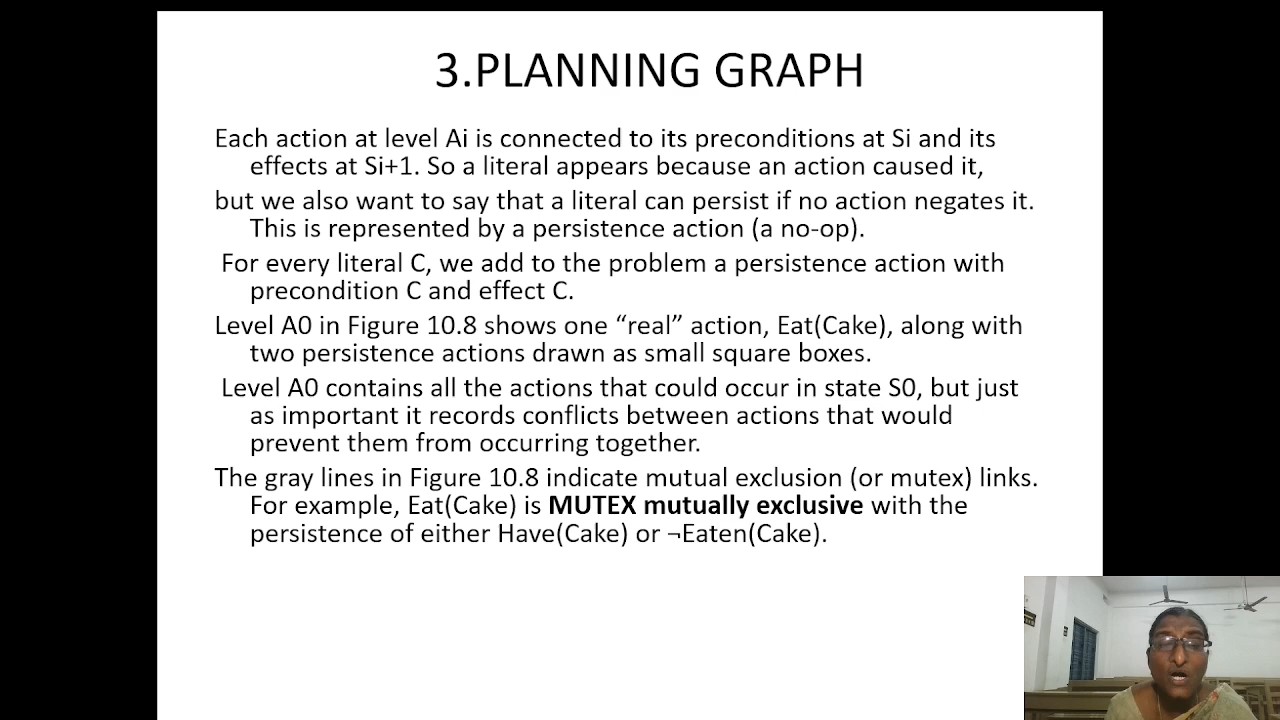 3.PLANNING GRAPH
Each action at level Ai is connected to its preconditions at Si and its
effects at Si+1. So a literal appears because an action caused it,
but we also want to say that a literal can persist if no action negates it.
This is represented by a persistence action (a no-op).
For every literal C, we add to the problem a persistence action with
precondition C and effect C.
Level A0 in Figure 10.8 shows one “real” action, Eat(Cake), along with
two persistence actions drawn as small square boxes.
Level A0 contains all the actions that could occur in state S0, but just
as important it records conflicts between actions that would
prevent them from occurring together.
The gray lines in Figure 10.8 indicate mutual exclusion (or mutex) links.
For example, Eat(Cake) is MUTEX mutually exclusive with the
persistence of either Have(Cake) or ¬Eaten(Cake).